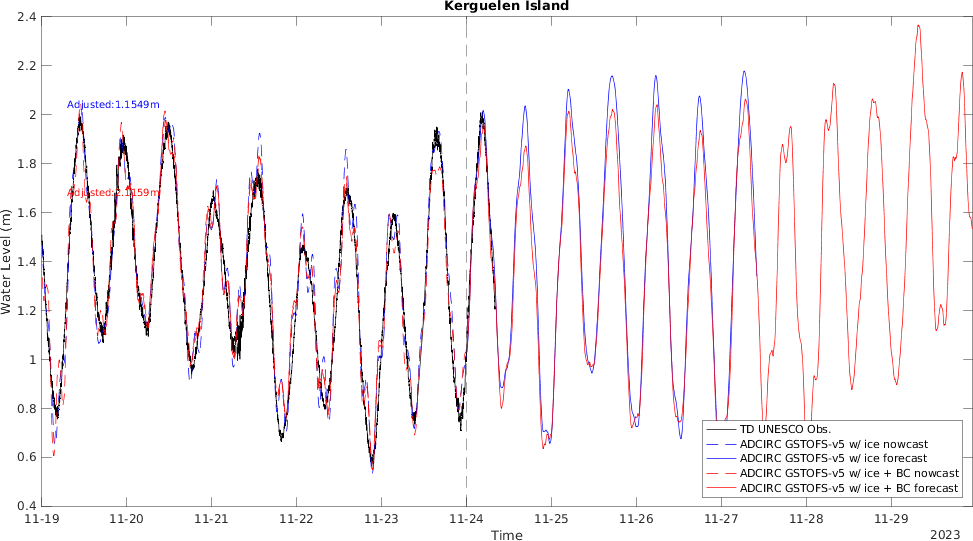 Kerguelen Island
2.4
2.2
2
1.8
1.6
1.4
1.2
1
0.8
0.6
0.4
Water Level (m)
Adjusted:1.1549m
TD UNESCO Obs.
ADCIRC GSTOFS-v5 w/ ice nowcast
ADCIRC GSTOFS-v5 w/ ice forecast
ADCIRC GSTOFS-v5 w/ ice + BC nowcast
ADCIRC GSTOFS-v5 w/ ice + BC forecast
11-19 11-20 11-21 11-22 11-23 11-24 11-25 11-26 11-27 11-28 11-29
Time
2023